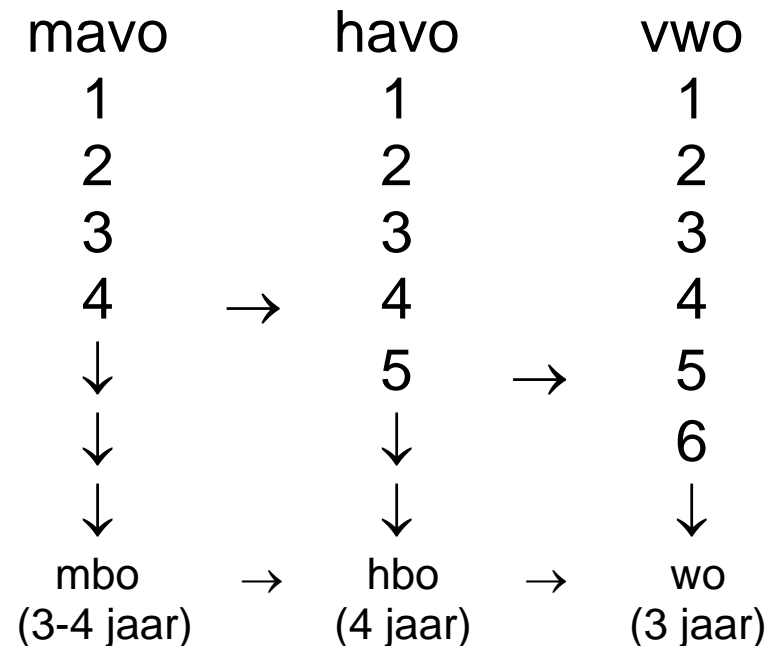 mavo havo vwo
1 1 1
2 2 2
3 3 3
4 → 4 4
↓ 5 → 5
↓ ↓ 6
↓ ↓ ↓
mbo → hbo → wo
(3-4 jaar) (4 jaar) (3 jaar)